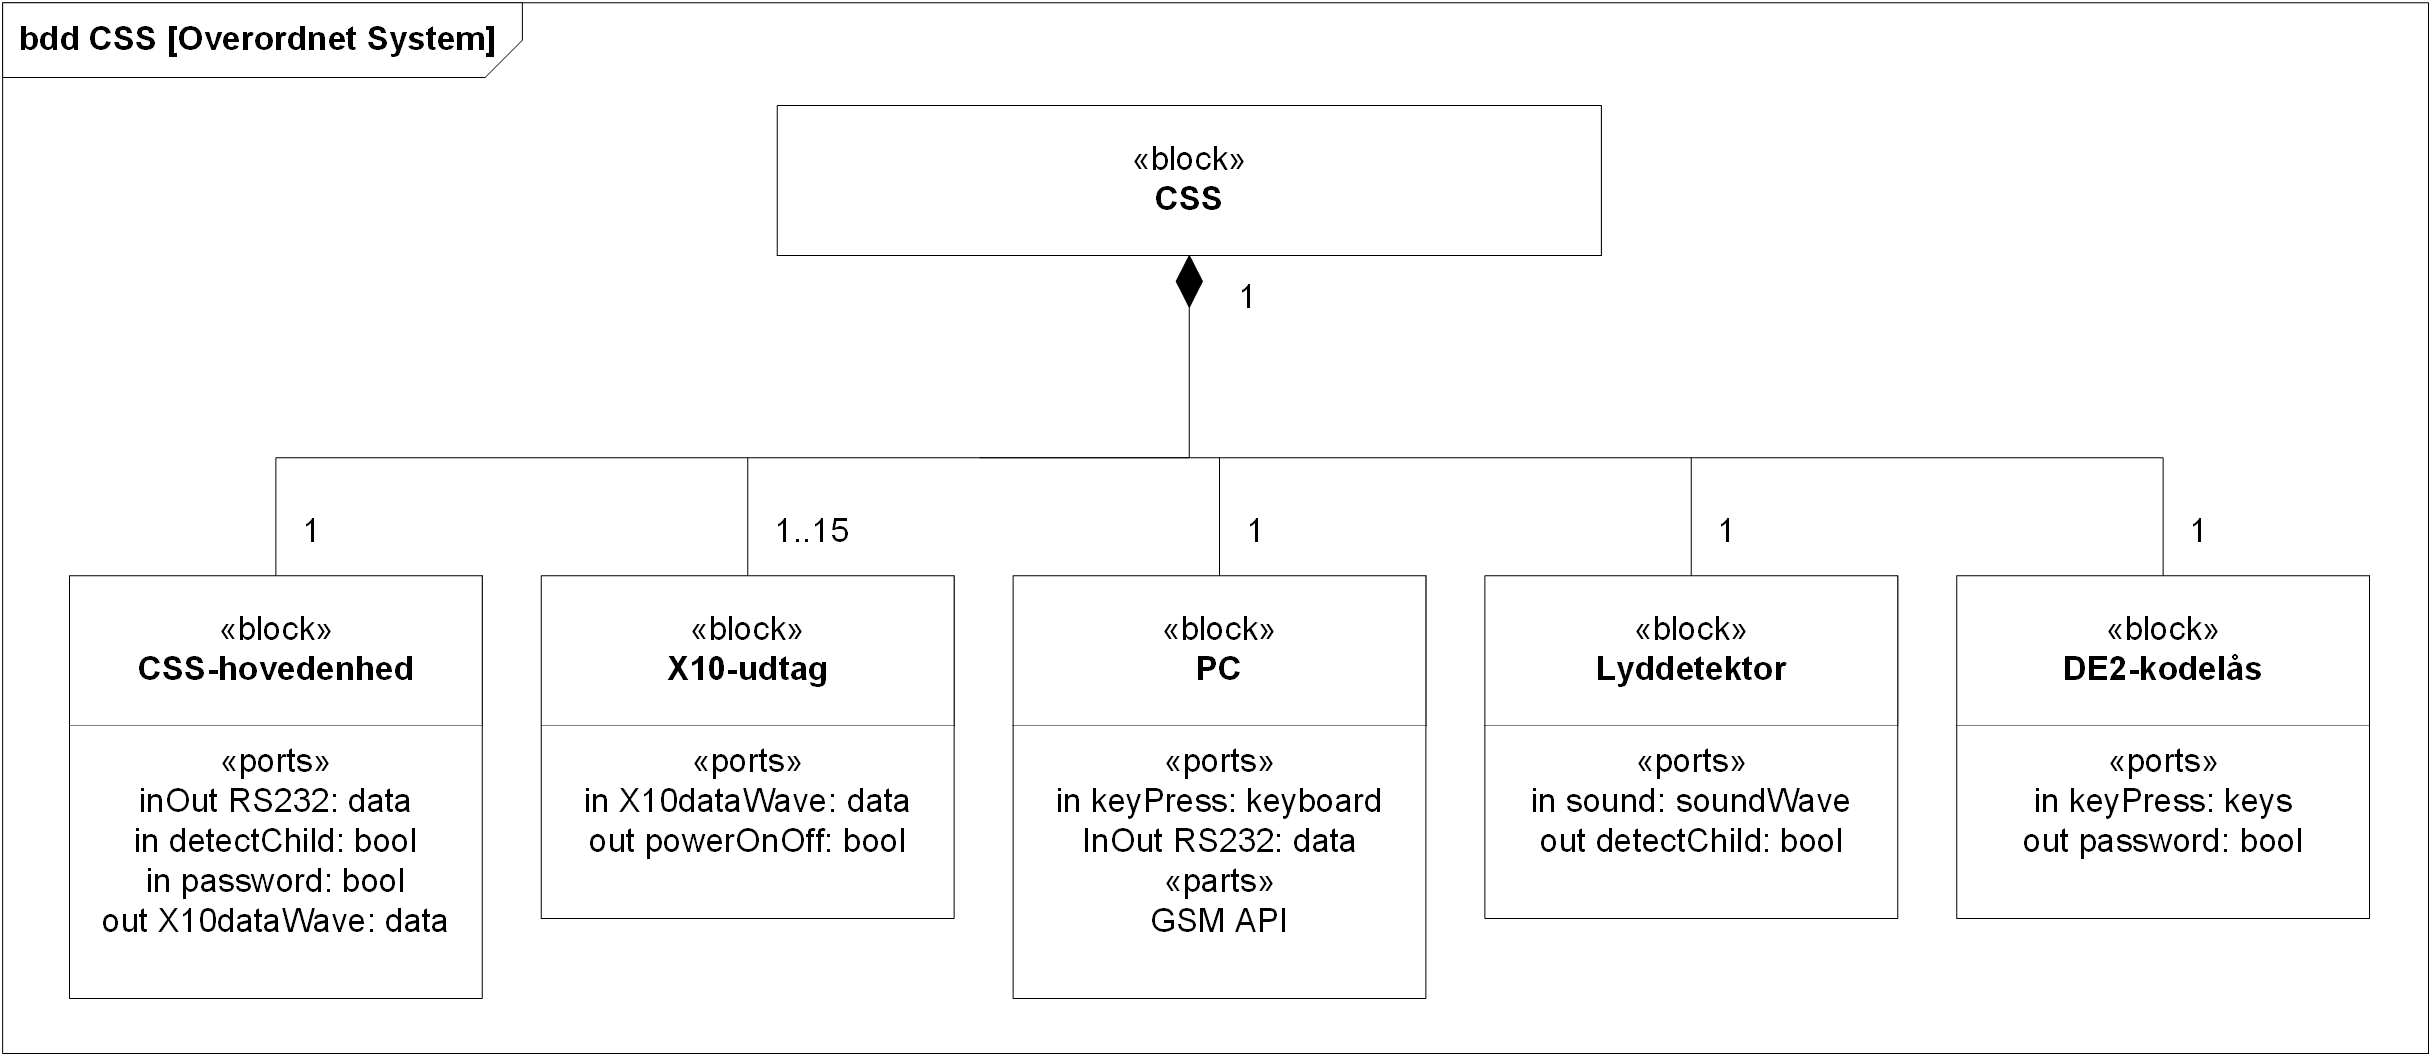 bdd CSS [Overordnet System]
«block»
CSS
1
1
1..15
1
1
1
«block»
CSS-hovedenhed
«ports»
inOut RS232: data
in detectChild: bool
in password: bool
out X10dataWave: data
«block»
X10-udtag
«ports»
in X10dataWave: data
out powerOnOff: bool
«block»
PC
«ports»
in keyPress: keyboard
InOut RS232: data
«parts»
GSM API
«block»
Lyddetektor
«ports»
in sound: soundWave
out detectChild: bool
«block»
DE2-kodelås
«ports»
in keyPress: keys
out password: bool